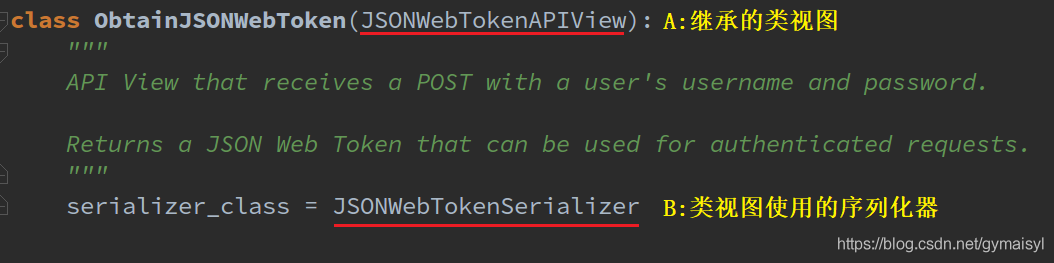 class ObtainJSONWebToken(JSONWebTokenAPIView): A:继承的类视图
"""
API View that receives a POST with a user's username and password.
Returns a JSON Web Token that can be used for authenticated requests.
"""
serializer_class = JSONWebTokenSerializer B:类视图使用的序列化器
https://blog.csdn.net/gymaisyl